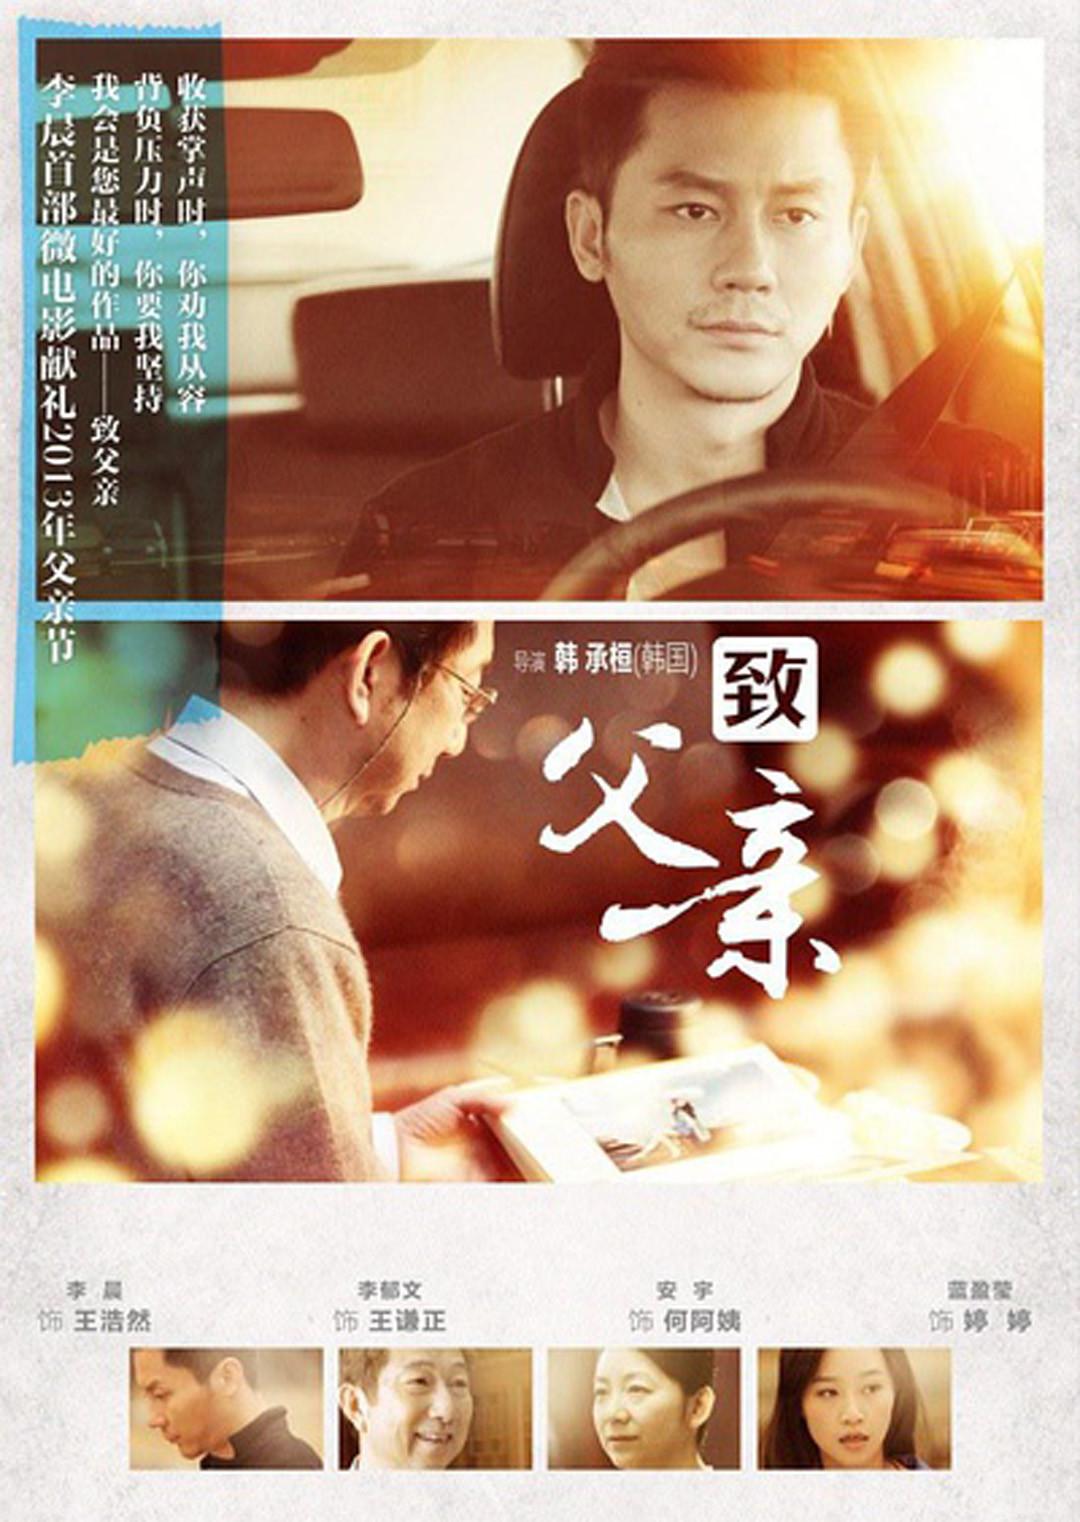 收获掌声时，你劝我从容
背负压力时，你要我坚持
我会是您最好的作品——致父亲
李晨首部微电影献礼2013年父亲节
导演 韩承桓(韩国)
致
父亲
李晨
饰 王浩然
李郁文
饰 王谦正
安宇
饰 何阿姨
蓝盈莹
饰 婷婷